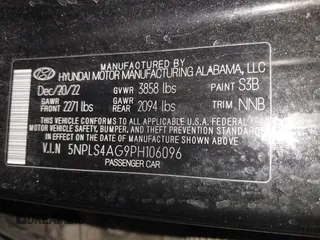 MANUFACTURED BY
HYUNDAI MOTOR MANUFACTURING ALABAMA, LLC
Dec/20/22 GVWR 3858 lbs PAINT S3B
GAWR FRONT 2271 lbs GAWR REAR 2094 lbs TRIM NNB
THIS VEHICLE CONFORMS TO ALL APPLICABLE U.S. FEDERAL
MOTOR VEHICLE SAFETY, BUMPER, AND THEFT PREVENTION STANDARDS
IN EFFECT ON THE DATE OF MANUFACTURE SHOWN ABOVE.
V.I.N 5NPLS4AG9PH106096
PASSENGER CAR